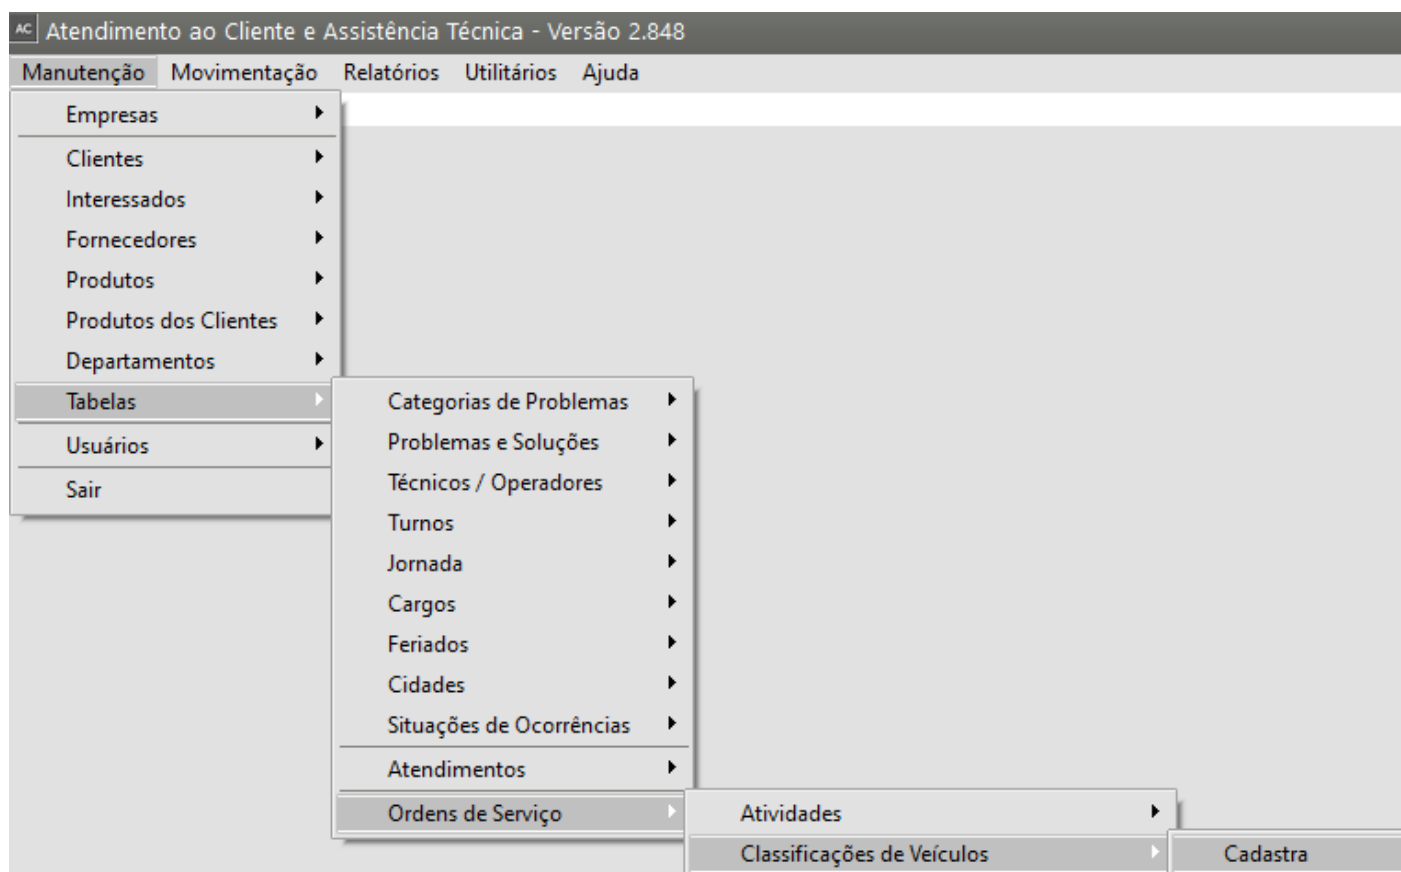 AC Atendimento ao Cliente e Assistência Técnica - Versão 2.848
Manutenção Movimentação Relatórios Utilitários Ajuda
Empresas
Clientes
Interessados
Fornecedores
Produtos
Produtos dos Clientes
Departamentos
Tabelas
Usuários
Sair
Categorias de Problemas
Problemas e Soluções
Técnicos / Operadores
Turnos
Jornada
Cargos
Feriados
Cidades
Situações de Ocorrências
Atendimentos
Ordens de Serviço
Atividades
Classificações de Veículos
Cadastra